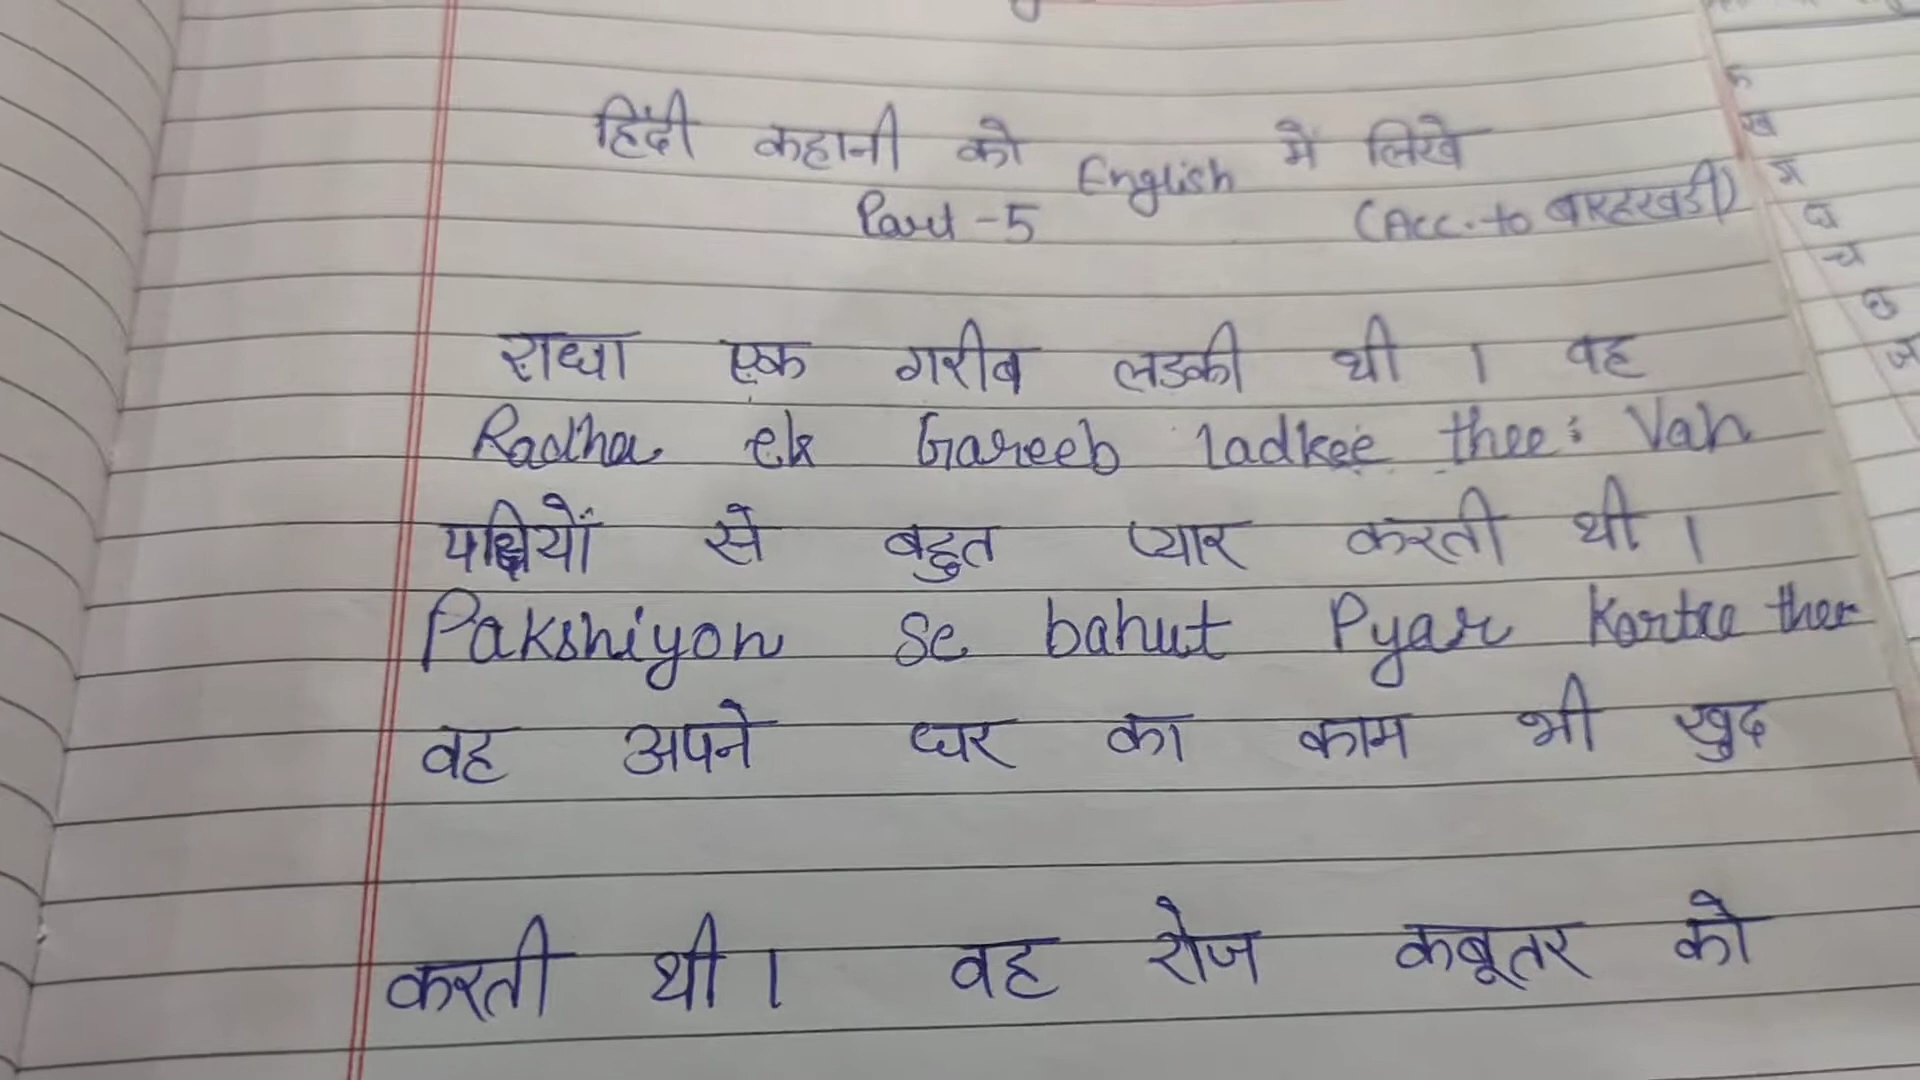 हिंदी कहानी को English में लिखे
Part-5 (Acc. to बारहखडी)
राधा एक गरीब लडकी थी । वह
Radha ek Gareeb ladkee thee: Vah
पक्षियों से बहुत प्यार करती थी ।
Pakshiyon se bahut Pyar Kartee thee
वह अपने घर का काम भी खुद
करती थी । वह रोज कबूतर को
क
ख
ग
घ
च
छ
ज